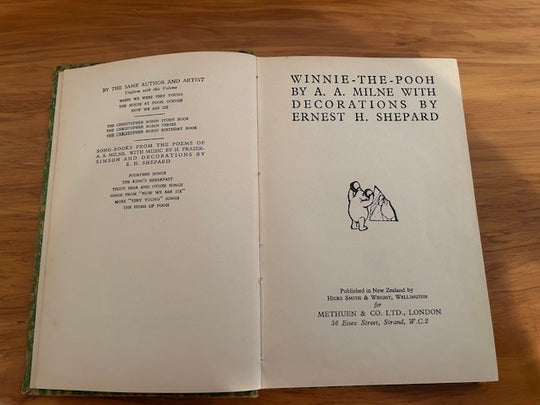 BY THE SAME AUTHOR AND ARTIST
Uniform with this Volume
WHEN WE WERE VERY YOUNG
THE HOUSE AT POOH CORNER
NOW WE ARE SIX
THE CHRISTOPHER ROBIN STORY BOOK
THE CHRISTOPHER ROBIN VERSES
THE CHRISTOPHER ROBIN BIRTHDAY BOOK
SONG-BOOKS FROM THE POEMS OF
A. A. MILNE. WITH MUSIC BY H. FRASER-
SIMSON AND DECORATIONS BY
E. H. SHEPARD
FOURTEEN SONGS
THE KING'S BREAKFAST
TEDDY BEAR AND OTHER SONGS
SONGS FROM "NOW WE ARE SIX"
MORE "VERY YOUNG" SONGS
THE HUMS OF POOH
WINNIE-THE-POOH
BY A. A. MILNE WITH
DECORATIONS BY
ERNEST H. SHEPARD
Published in New Zealand by
HICKS SMITH & WRIGHT, WELLINGTON
for
METHUEN & CO. LTD., LONDON
36 Essex Street, Strand, W.C.2